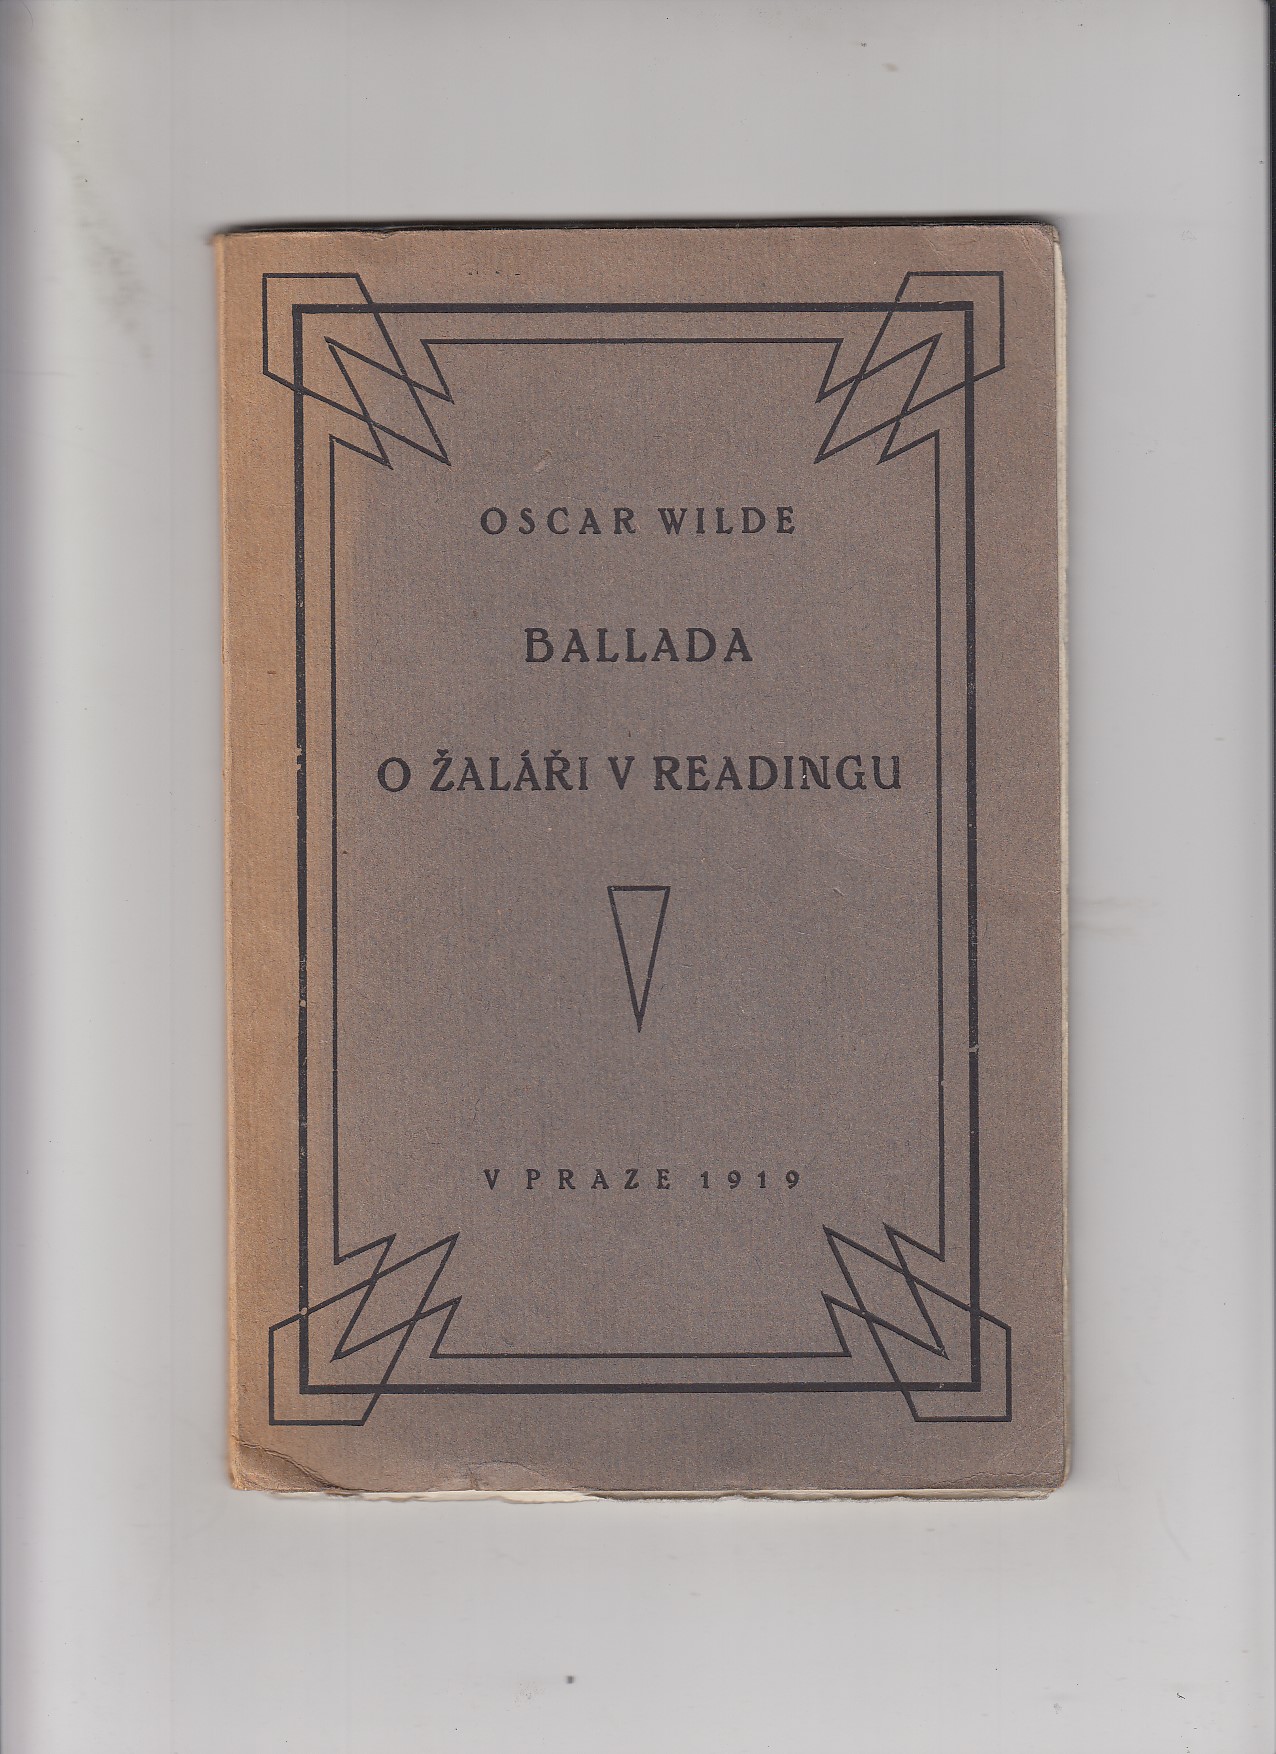 OSCAR WILDE
BALLADA
O ŽALÁŘI V READINGU
V PRAZE 1919